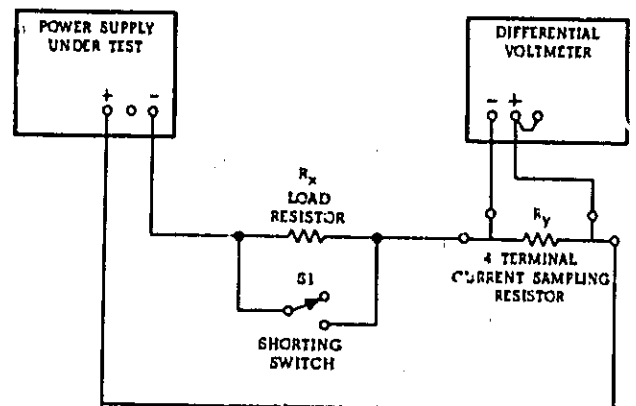 POWER SUPPLY
UNDER TEST
+ -
DIFFERENTIAL
VOLTMETER
- +
Rx
LOAD
RESISTOR
Ry
4 TERMINAL
CURRENT SAMPLING
RESISTOR
S1
SHORTING
SWITCH